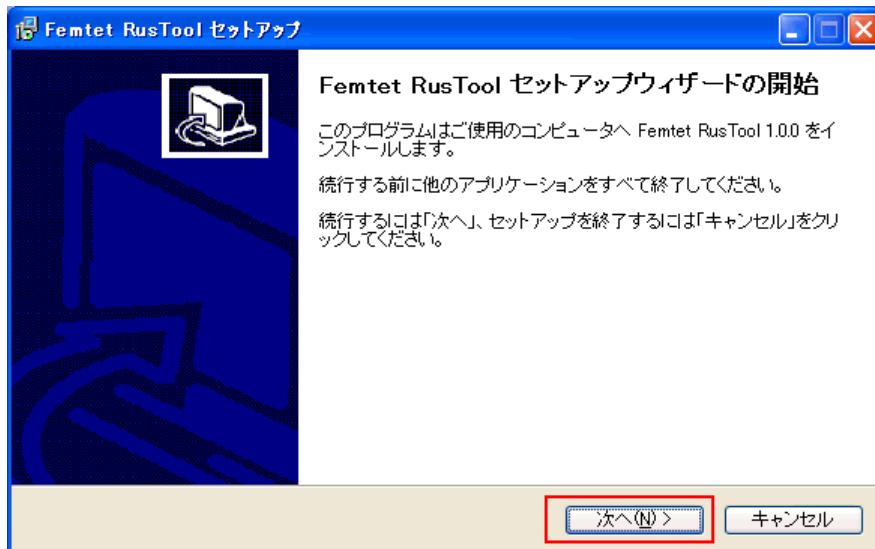 Femtet RusTool セットアップ
Femtet RusTool セットアップウィザードの開始
このプログラムはご使用のコンピュータへ Femtet RusTool 1.0.0 をイ
ンストールします。
続行する前に他のアプリケーションをすべて終了してください。
続行するには「次へ」、セットアップを終了するには「キャンセル」をクリ
ックしてください。
次へ(N) >
キャンセル